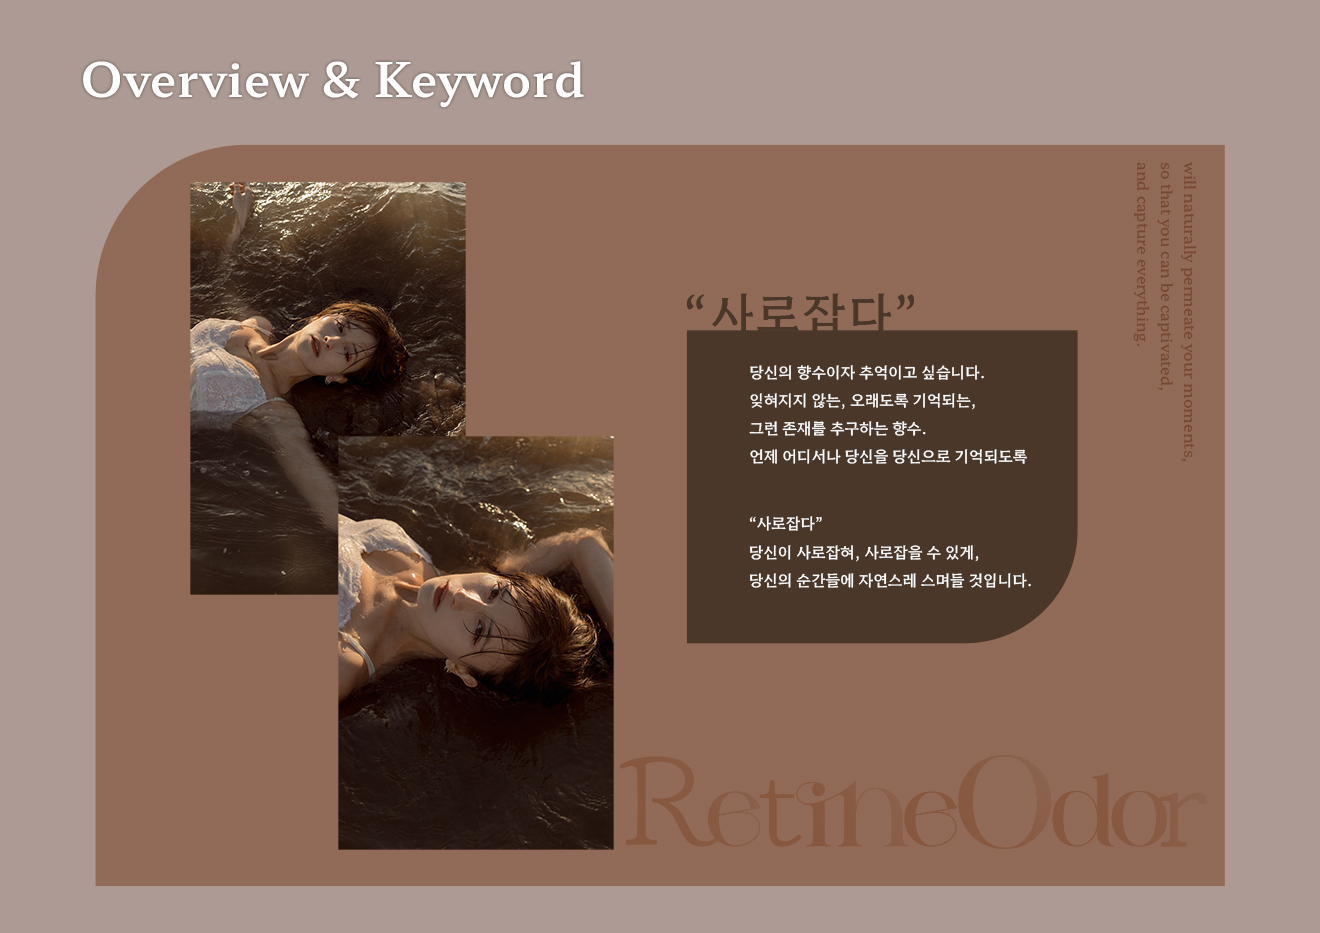 Overview & Keyword
will naturally permeate your moments,
so that you can be captivated,
and capture everything.
“사로잡다”
당신의 향수이자 추억이고 싶습니다.
잊혀지지 않는, 오래도록 기억되는,
그런 존재를 추구하는 향수.
언제 어디서나 당신을 당신으로 기억되도록
“사로잡다”
당신이 사로잡혀, 사로잡을 수 있게,
당신의 순간들에 자연스레 스며들 것입니다.
RetineOdor